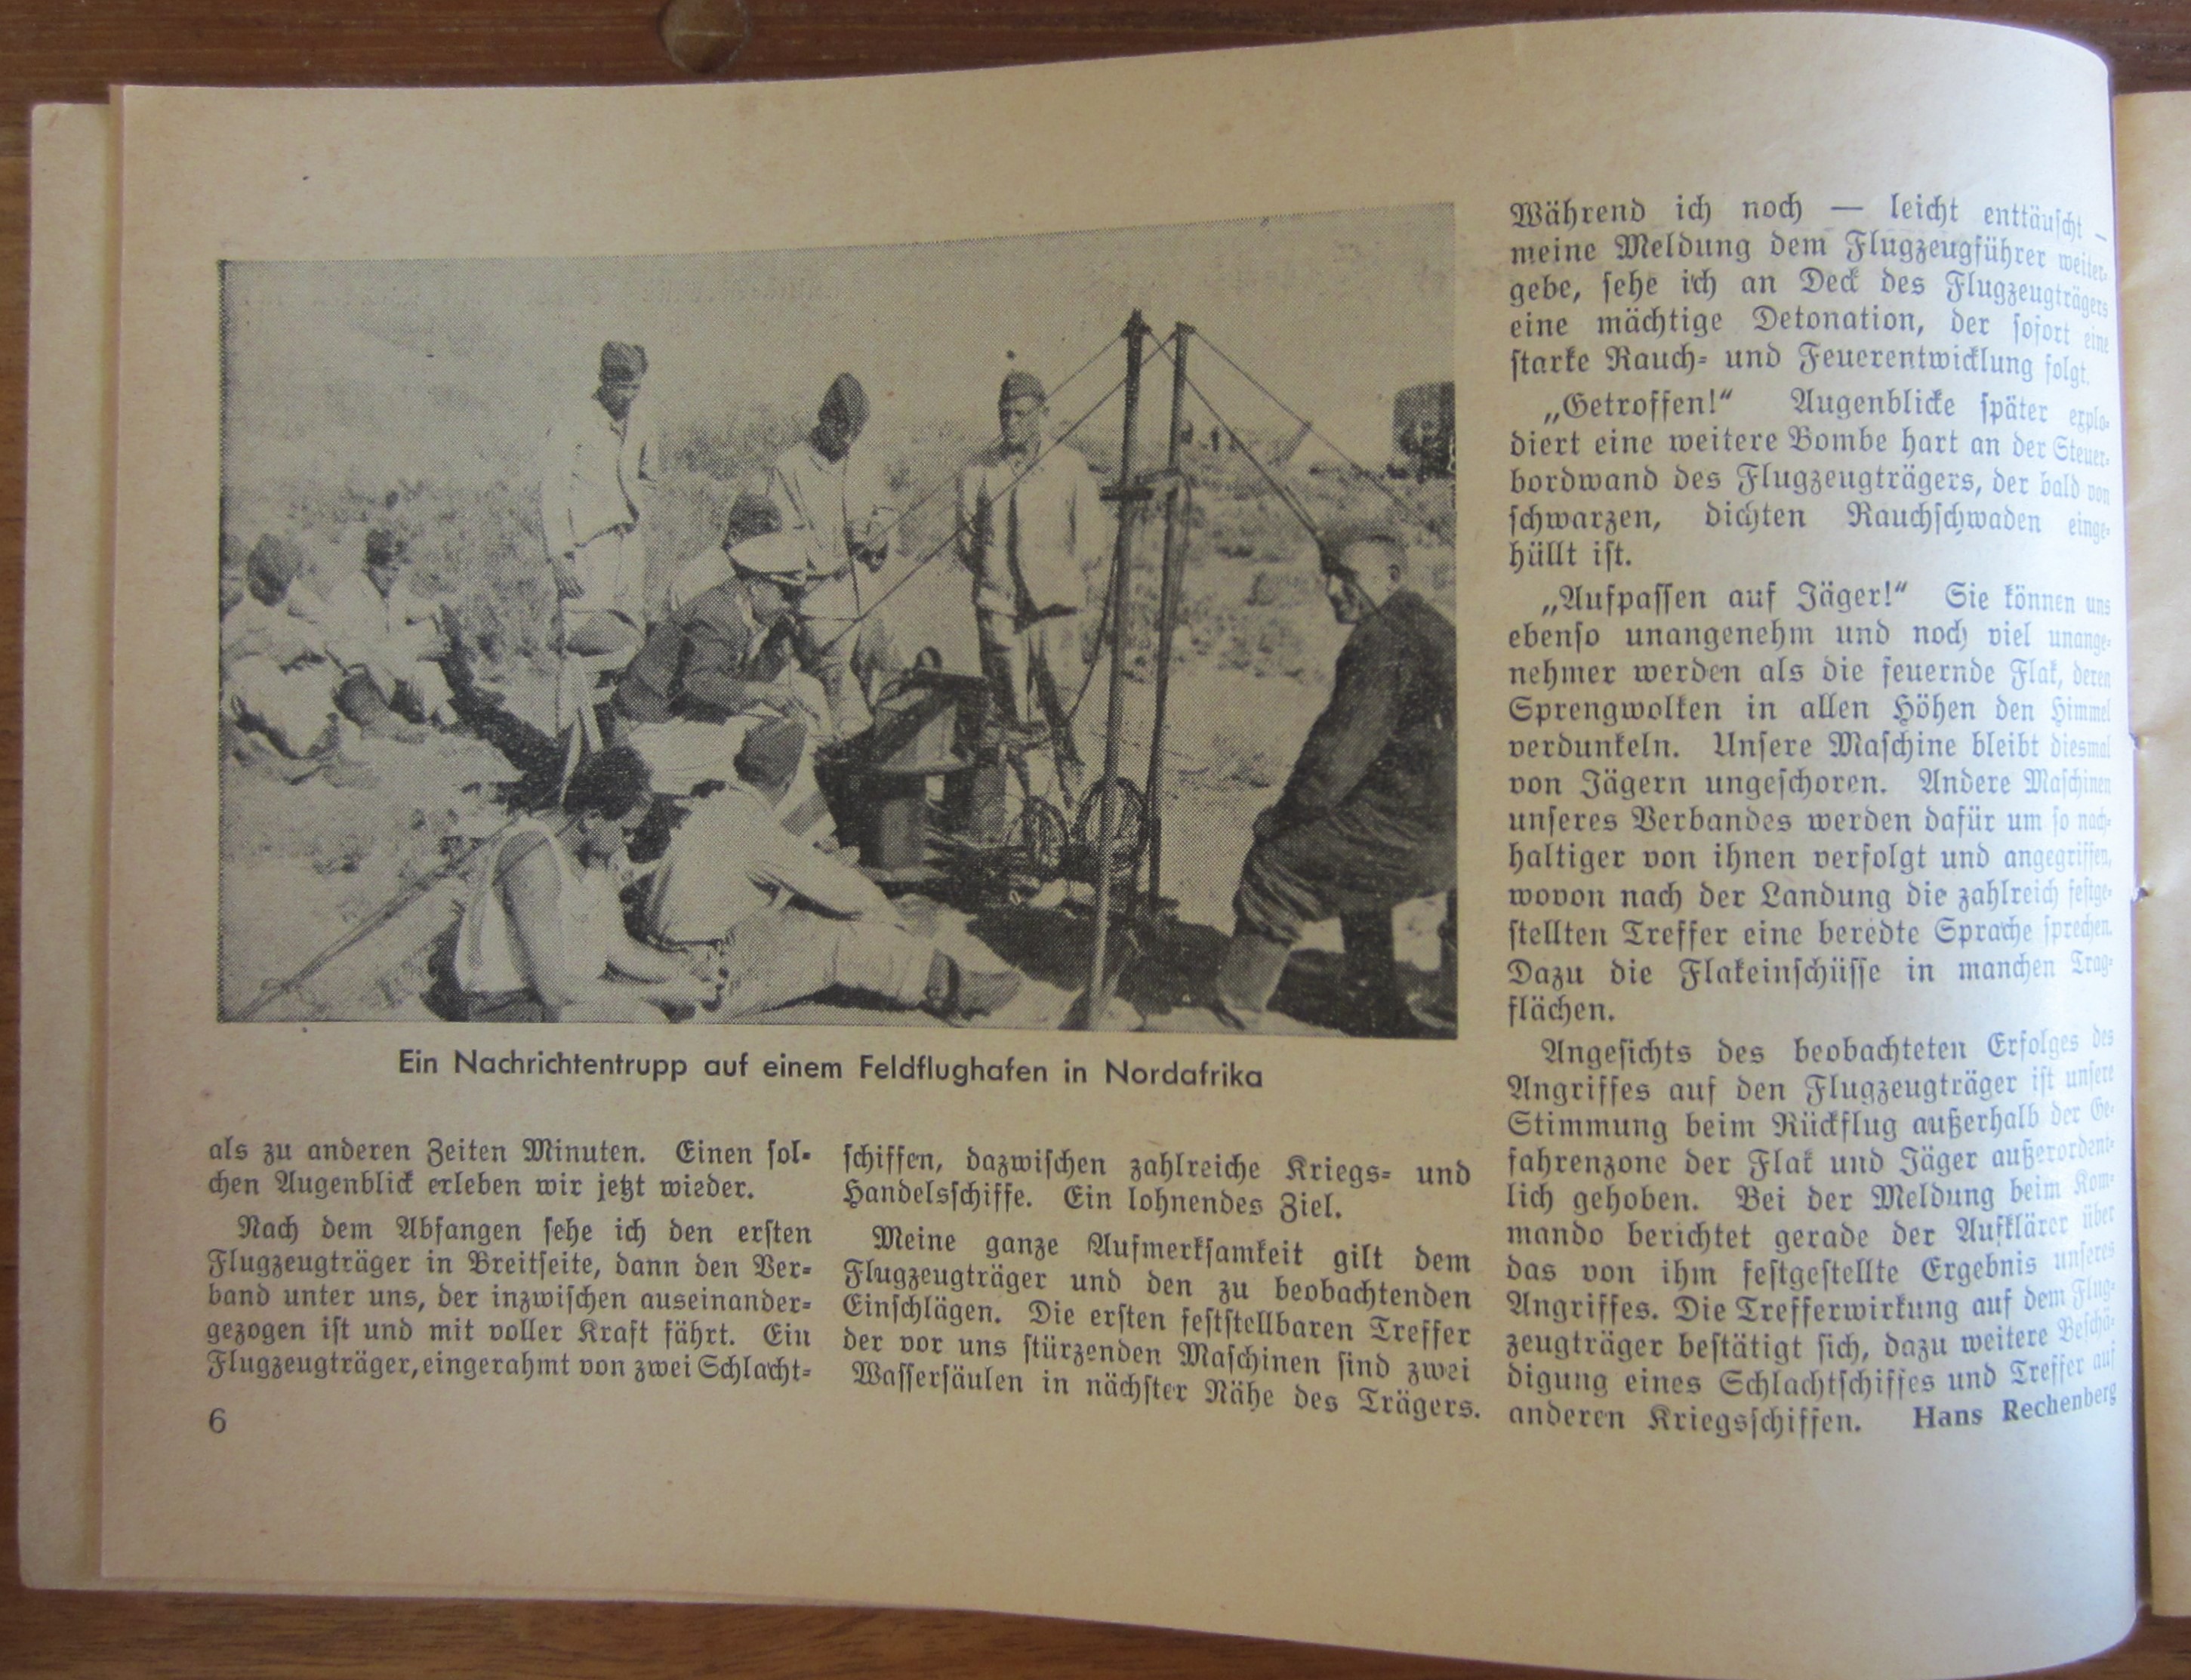 Ein Nachrichtentrupp auf einem Feldflughafen in Nordafrika
als zu anderen Zeiten Minuten. Einen sol-
chen Augenblick erleben wir jetzt wieder.
Nach dem Abfangen sehe ich den ersten
Flugzeugträger in Breitseite, dann den Ver-
band unter uns, der inzwischen auseinander-
gezogen ist und mit voller Kraft fährt. Ein
Flugzeugträger, eingerahmt von zwei Schlacht-
6
schiffen, dazwischen zahlreiche Kriegs- und
Handelsschiffe. Ein lohnendes Ziel.
Meine ganze Aufmerksamkeit gilt dem
Flugzeugträger und den zu beobachtenden
Einschlägen. Die ersten feststellbaren Treffer
der vor uns stürzenden Maschinen sind zwei
Wassersäulen in nächster Nähe des Trägers.
Während ich noch — leicht enttäuscht —
meine Meldung dem Flugzeugführer weiter-
gebe, sehe ich an Deck des Flugzeugträgers
eine mächtige Detonation, der sofort eine
starke Rauch- und Feuerentwicklung folgt.
„Getroffen!“ Augenblicke später explo-
diert eine weitere Bombe hart an der Steuer-
bordwand des Flugzeugträgers, der bald von
schwarzen, dichten Rauchschwaden einge-
hüllt ist.
„Aufpassen auf Jäger!“ Sie können uns
ebenso unangenehm und noch viel unange-
nehmer werden als die feuernde Flak, deren
Sprengwolken in allen Höhen den Himmel
verdunkeln. Unsere Maschine bleibt diesmal
von Jägern ungeschoren. Andere Maschinen
unseres Verbandes werden dafür um so nach-
haltiger von ihnen verfolgt und angegriffen,
wovon nach der Landung die zahlreich festge-
stellten Treffer eine beredte Sprache sprechen.
Dazu die Flakeinschüsse in manchen Trag-
flächen.
Angesichts des beobachteten Erfolges des
Angriffes auf den Flugzeugträger ist unsere
Stimmung beim Rückflug außerhalb der Ge-
fahrenzone der Flak und Jäger außerordent-
lich gehoben. Bei der Meldung beim Kom-
mando berichtet gerade der Aufklärer über
das von ihm festgestellte Ergebnis unseres
Angriffes. Die Trefferwirkung auf dem Flug-
zeugträger bestätigt sich, dazu weitere Beschä-
digung eines Schlachtschiffes und Treffer auf
anderen Kriegsschiffen. Hans Rechenberg